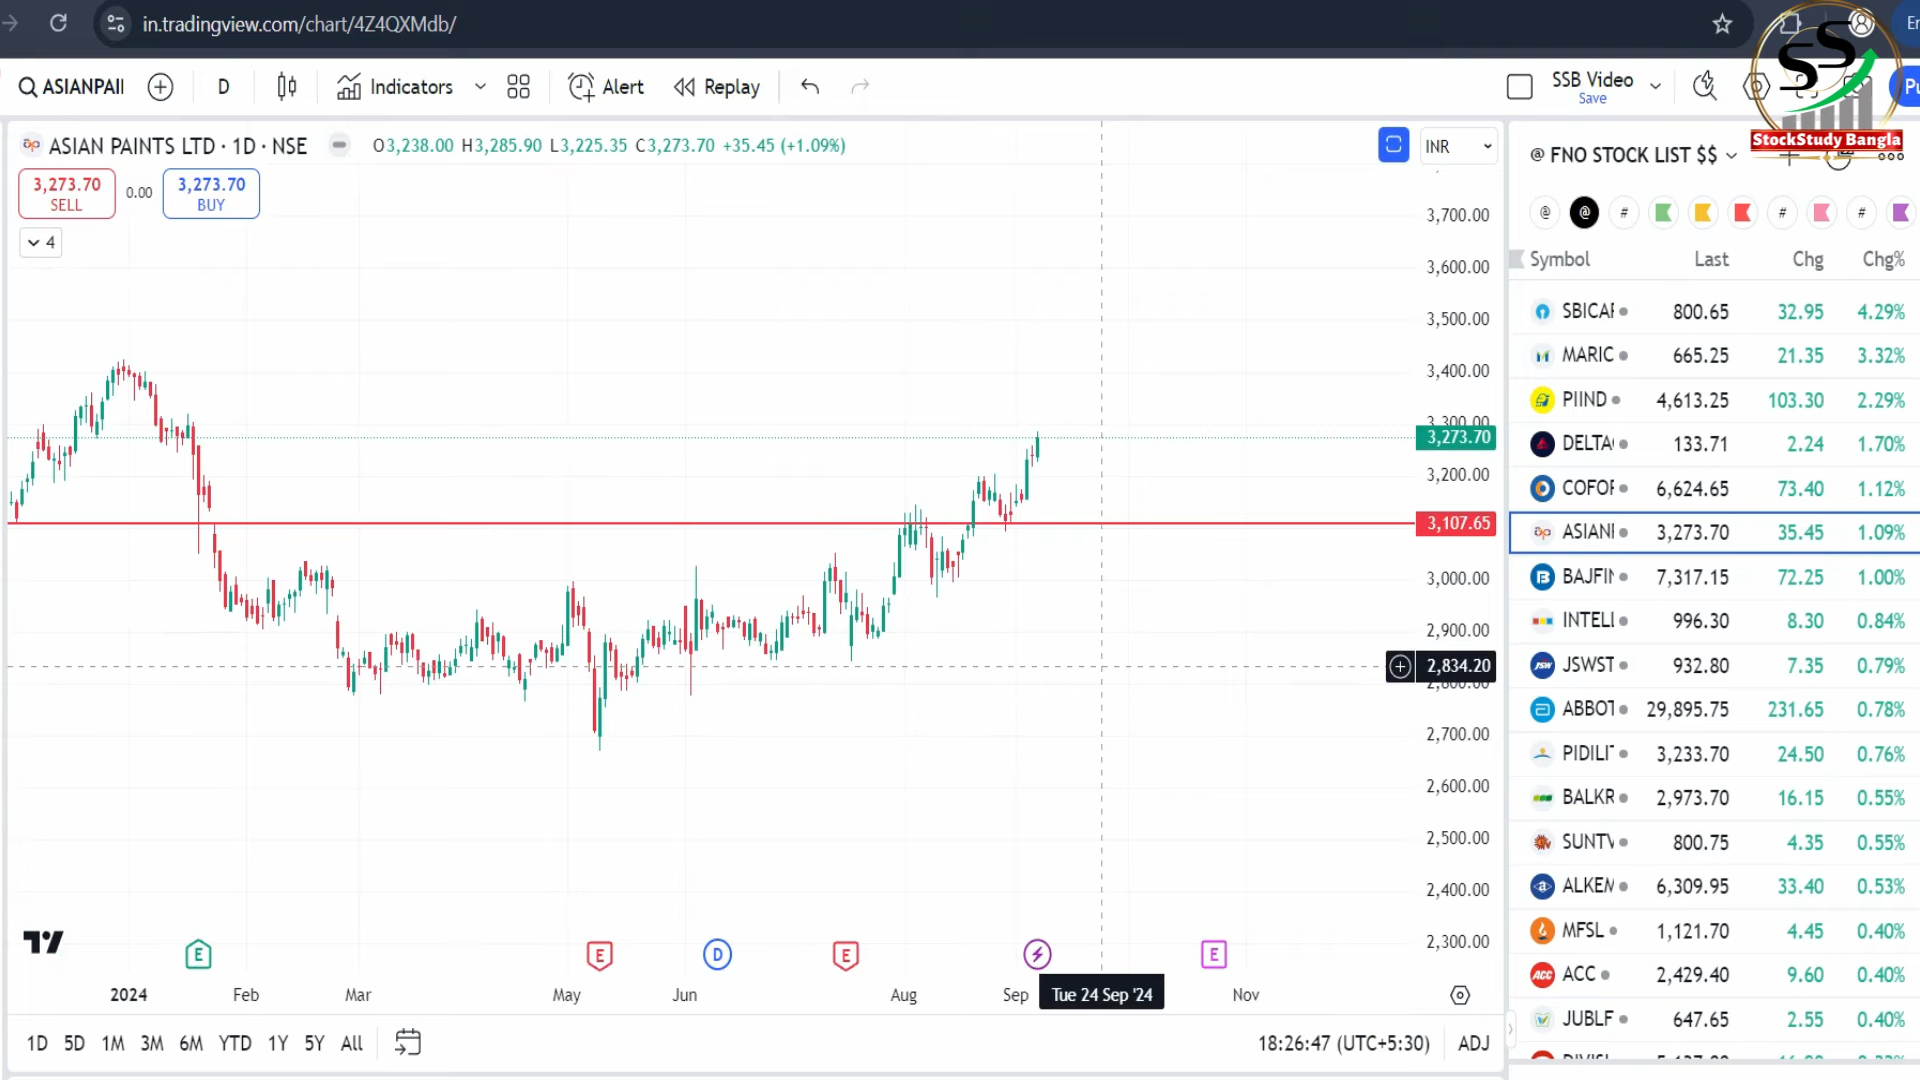 in.tradingview.com/chart/4Z4QXMdb/
ASIANPAII
D
Indicators
Alert
Replay
SSB Video
Save
SS
StockStudy Bangla
ASIAN PAINTS LTD · 1D · NSE
O3,238.00 H3,285.90 L3,225.35 C3,273.70 +35.45 (+1.09%)
INR
3,273.70
SELL
0.00
3,273.70
BUY
4
3,700.00
3,600.00
3,500.00
3,400.00
3,300.00
3,273.70
3,200.00
3,107.65
3,000.00
2,900.00
2,834.20
2,800.00
2,700.00
2,600.00
2,500.00
2,400.00
2,300.00
E
E
D
E
E
2024
Feb
Mar
May
Jun
Aug
Sep
Tue 24 Sep '24
Nov
1D 5D 1M 3M 6M YTD 1Y 5Y All
18:26:47 (UTC+5:30)
ADJ
@ FNO STOCK LIST $$
@ @ # # #
Symbol Last Chg Chg%
SBICAF 800.65 32.95 4.29%
MARIC 665.25 21.35 3.32%
PIIND 4,613.25 103.30 2.29%
DELTA 133.71 2.24 1.70%
COFOF 6,624.65 73.40 1.12%
ASIANI 3,273.70 35.45 1.09%
BAJFIN 7,317.15 72.25 1.00%
INTELL 996.30 8.30 0.84%
JSWST 932.80 7.35 0.79%
ABBOT 29,895.75 231.65 0.78%
PIDILIT 3,233.70 24.50 0.76%
BALKR 2,973.70 16.15 0.55%
SUNTV 800.75 4.35 0.55%
ALKEM 6,309.95 33.40 0.53%
MFSL 1,121.70 4.45 0.40%
ACC 2,429.40 9.60 0.40%
JUBLF 647.65 2.55 0.40%